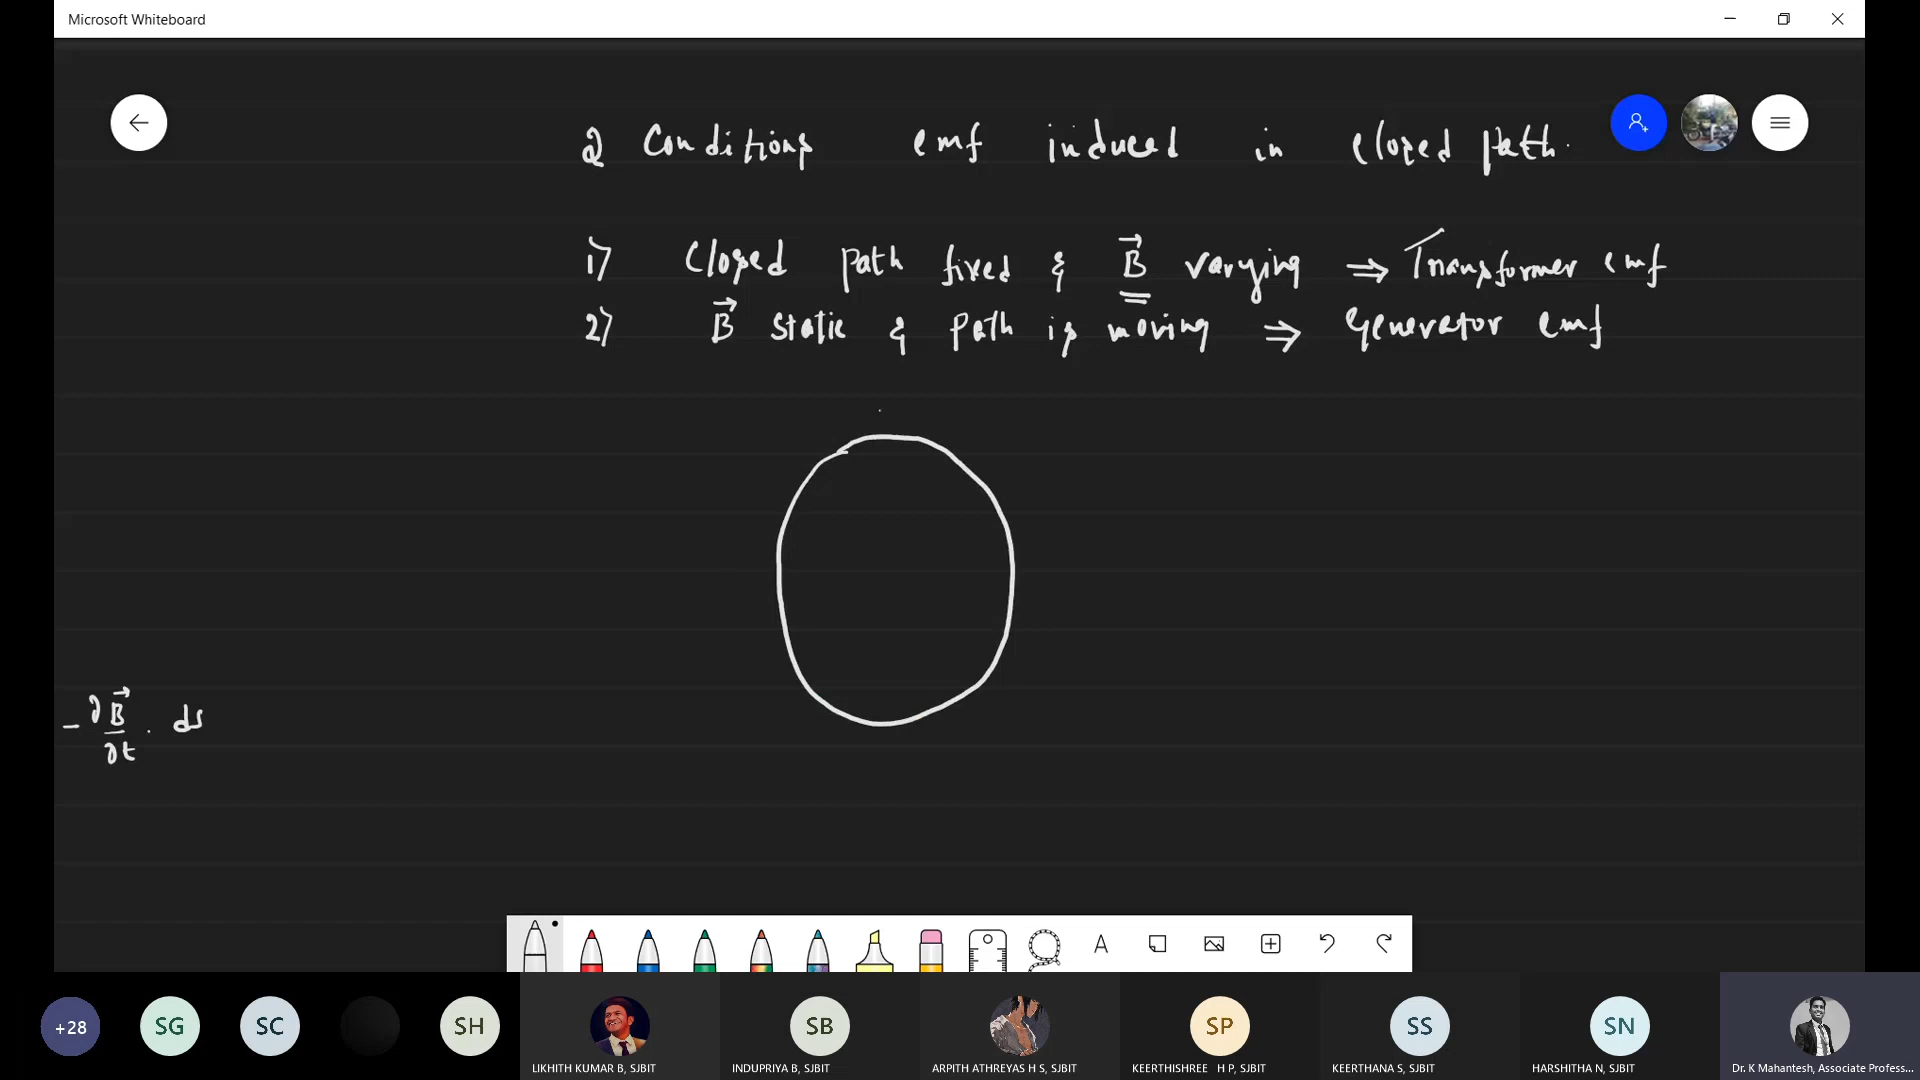 Microsoft Whiteboard
2 Conditions emf induced in closed path.
1) Closed path fixed & B⃗ varying ⇒ Transformer emf
2) B⃗ static & path is moving ⇒ Generator emf
- ∂B⃗/∂t . ds
A
+28
SG
SC
SH
SB
SP
SS
SN
LIKHITH KUMAR B, SJBIT
INDUPRIYA B, SJBIT
ARPITH ATHREYAS H S, SJBIT
KEERTHISHREE H P, SJBIT
KEERTHANA S, SJBIT
HARSHITHA N, SJBIT
Dr. K Mahantesh, Associate Profess...